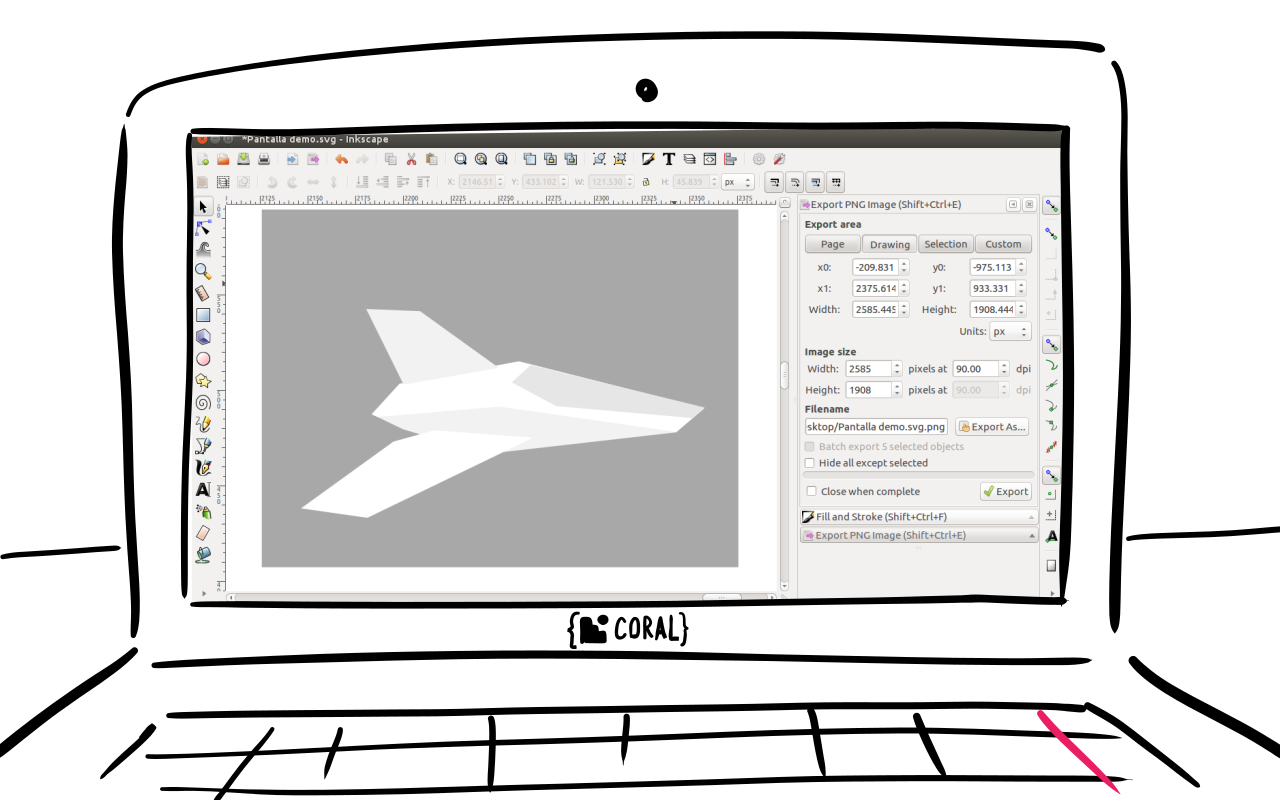 *Pantalla demo.svg - Inkscape
X: 2146.51 Y: 433.102 W: 121.530 H: 45.839 px
2125 2150 2175 2200 2225 2250 2275 2300 2325 2350 2375
Export PNG Image (Shift+Ctrl+E)
Export area
Page Drawing Selection Custom
x0: -209.831 y0: -975.113
x1: 2375.614 y1: 933.331
Width: 2585.445 Height: 1908.444
Units: px
Image size
Width: 2585 pixels at 90.00 dpi
Height: 1908 pixels at 90.00 dpi
Filename
sktop/Pantalla demo.svg.png Export As...
Batch export 5 selected objects
Hide all except selected
Close when complete Export
Fill and Stroke (Shift+Ctrl+F)
Export PNG Image (Shift+Ctrl+E)
{CORAL}